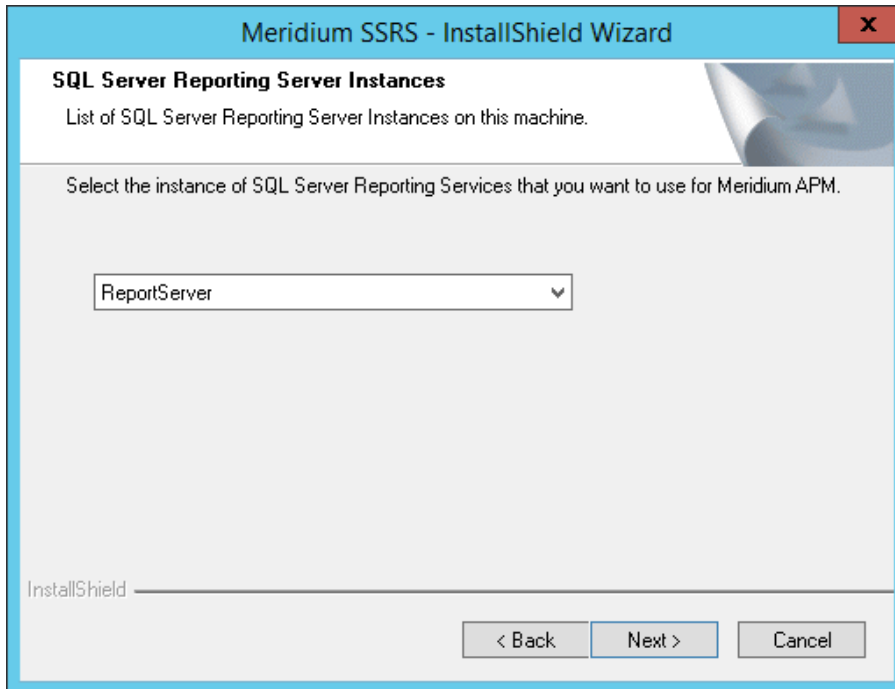 Meridium SSRS - InstallShield Wizard
x
SQL Server Reporting Server Instances
List of SQL Server Reporting Server Instances on this machine.
Select the instance of SQL Server Reporting Services that you want to use for Meridium APM.
ReportServer
InstallShield
< Back Next > Cancel